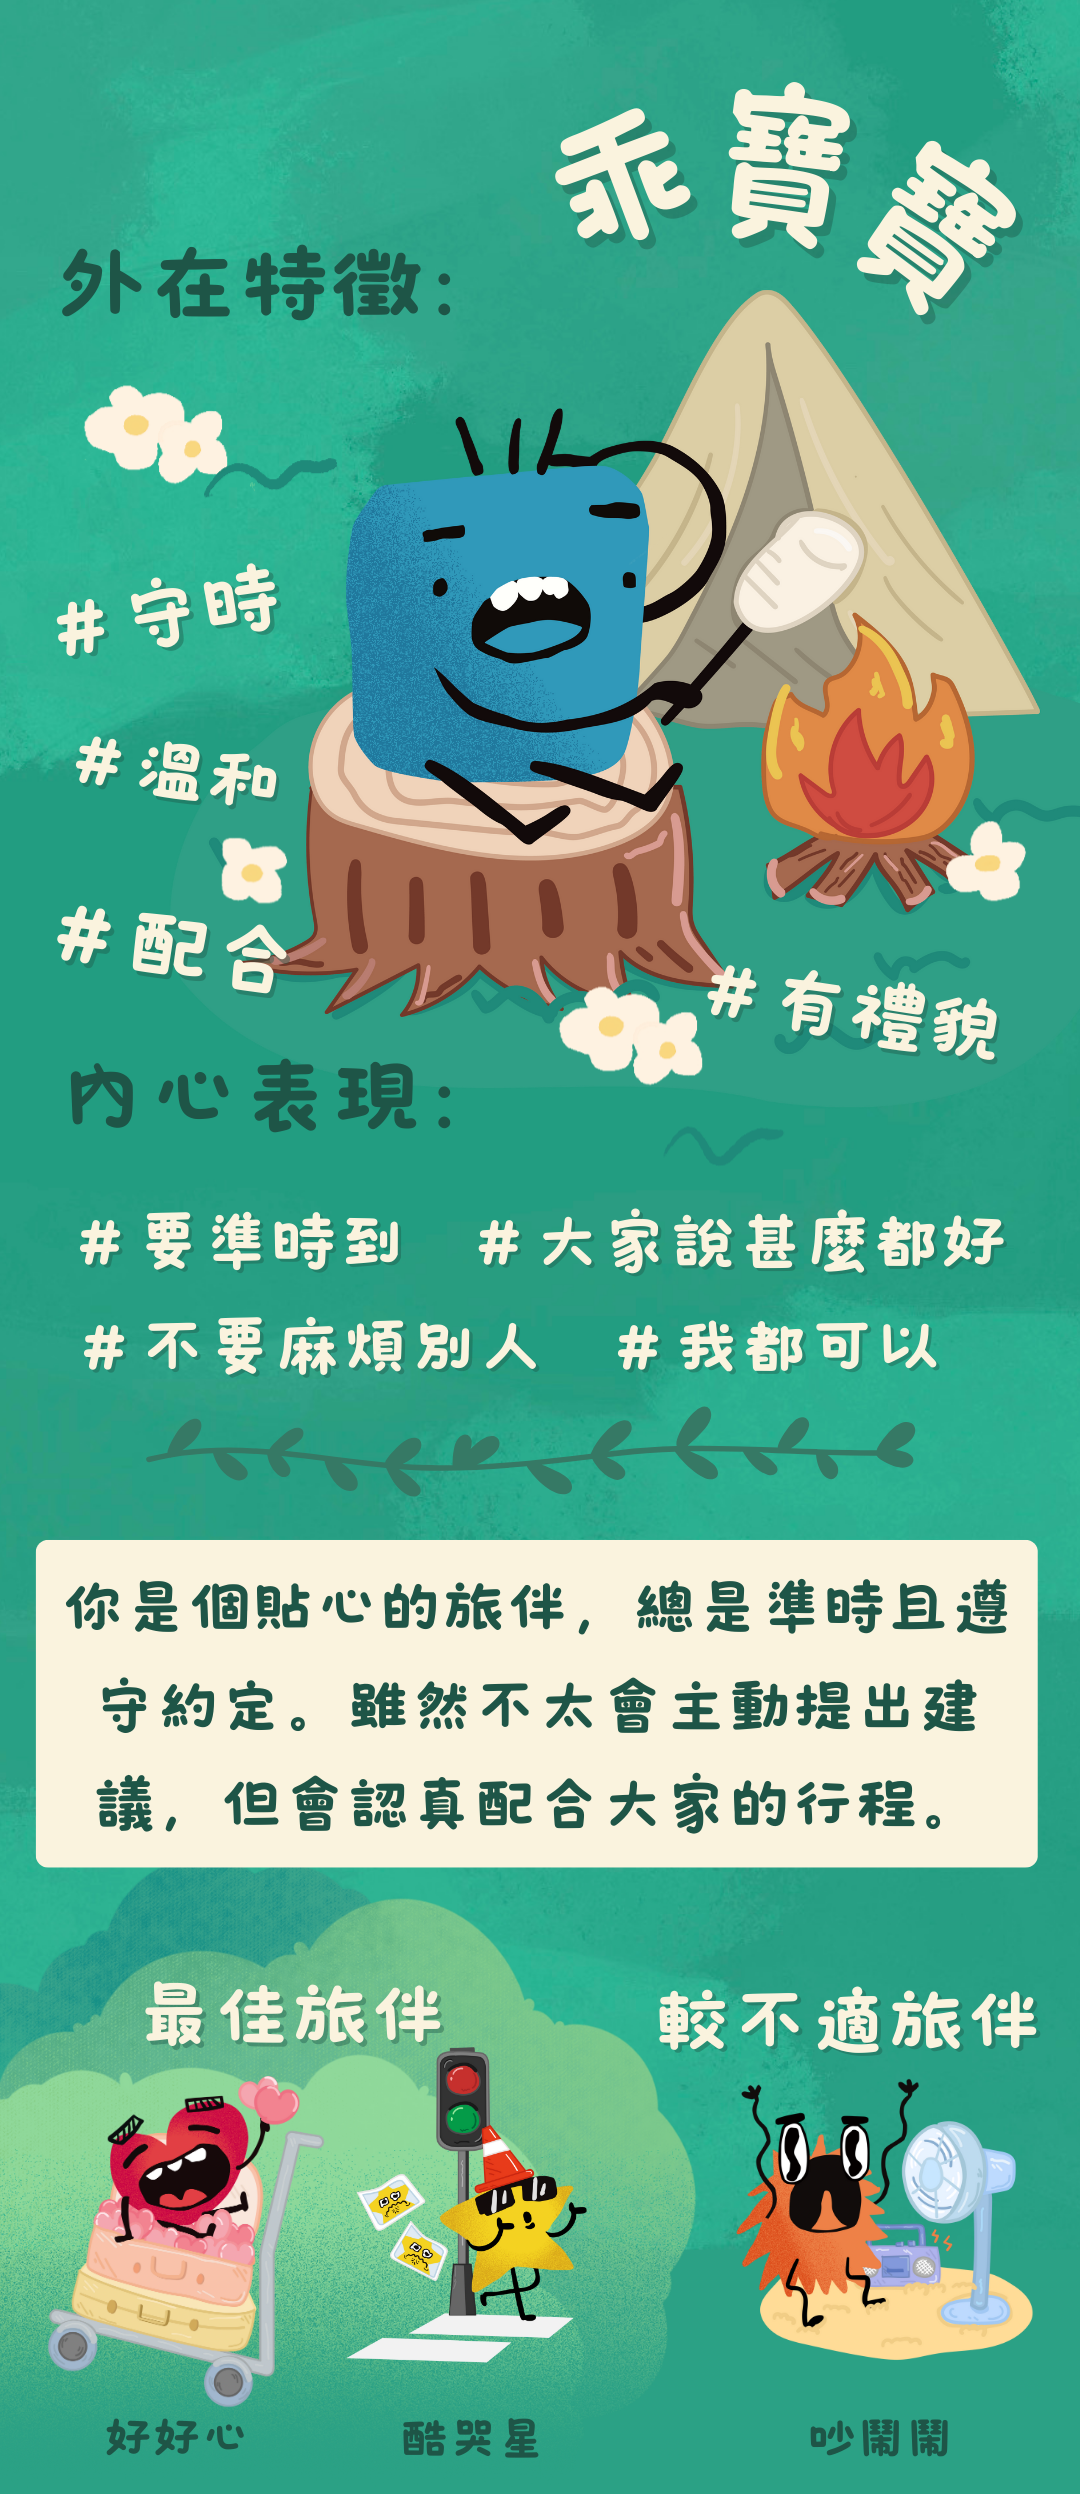 乖寶寶
外在特徵:
#守時
#溫和
#配合
#有禮貌
內心表現:
#要準時到 #大家說甚麼都好
#不要麻煩別人 #我都可以
你是個貼心的旅伴，總是準時且遵
守約定。雖然不太會主動提出建
議，但會認真配合大家的行程。
最佳旅伴 較不適旅伴
好好心 酷哭星 吵鬧鬧